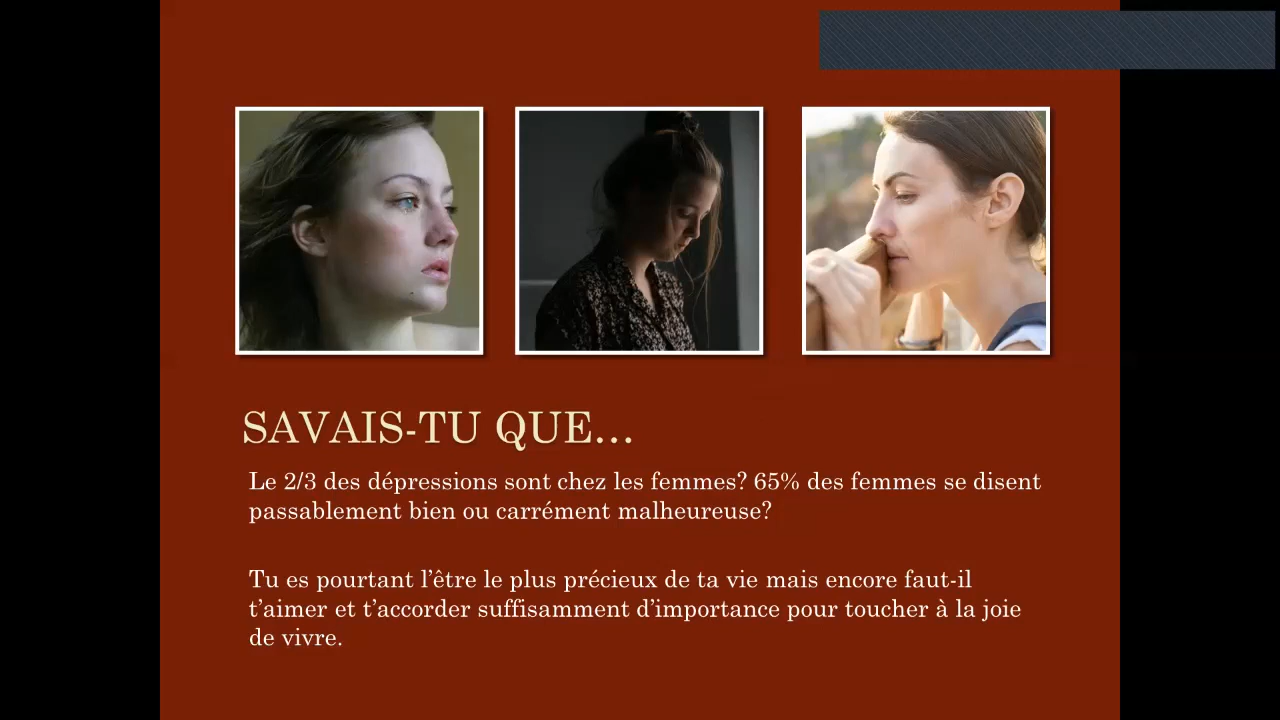 SAVAIS-TU QUE...
Le 2/3 des dépressions sont chez les femmes? 65% des femmes se disent
passablement bien ou carrément malheureuse?
Tu es pourtant l’être le plus précieux de ta vie mais encore faut-il
t’aimer et t’accorder suffisamment d’importance pour toucher à la joie
de vivre.